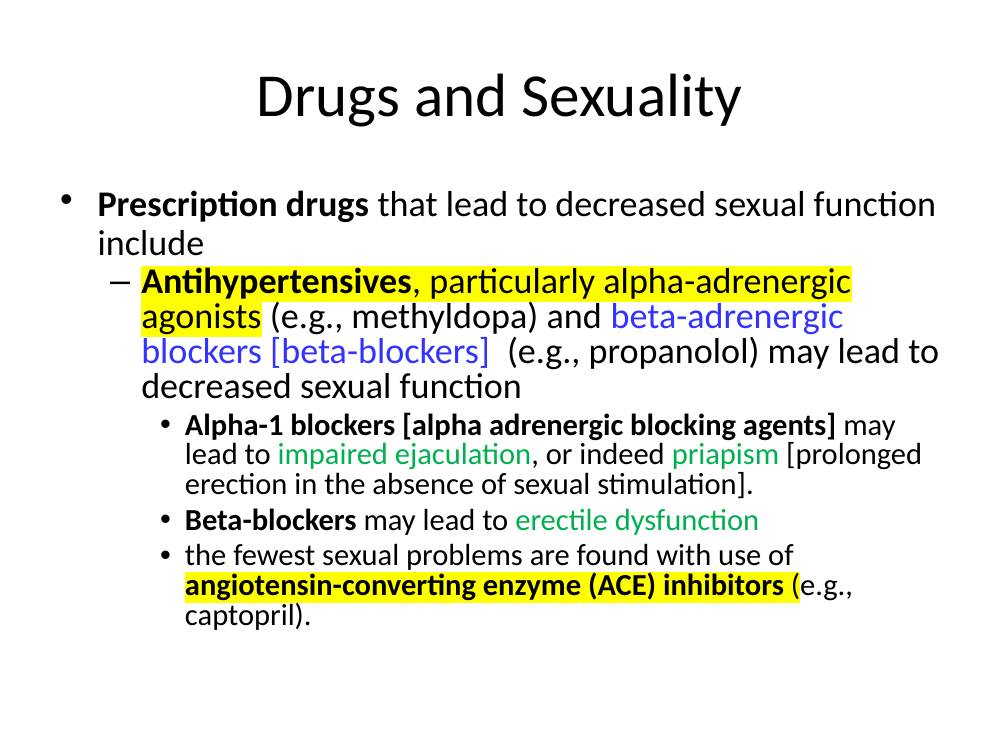 Drugs and Sexuality
• Prescription drugs that lead to decreased sexual function
include
– Antihypertensives, particularly alpha-adrenergic
agonists (e.g., methyldopa) and beta-adrenergic
blockers [beta-blockers]  (e.g., propanolol) may lead to
decreased sexual function
• Alpha-1 blockers [alpha adrenergic blocking agents] may
lead to impaired ejaculation, or indeed priapism [prolonged
erection in the absence of sexual stimulation].
• Beta-blockers may lead to erectile dysfunction
• the fewest sexual problems are found with use of
angiotensin-converting enzyme (ACE) inhibitors (e.g.,
captopril).